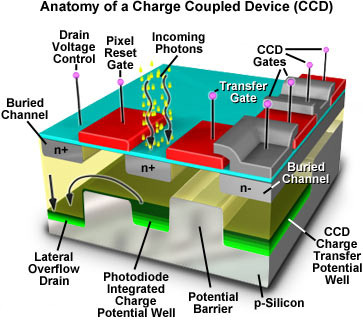 Anatomy of a Charge Coupled Device (CCD)
Drain
Voltage
Control
Pixel
Reset
Gate
Incoming
Photons
CCD
Gates
Transfer
Gate
Buried
Channel
n+
n+
n-
Buried
Channel
Lateral
Overflow
Drain
Photodiode
Integrated
Charge
Potential Well
Potential
Barrier
p-Silicon
CCD
Charge
Transfer
Potential
Well